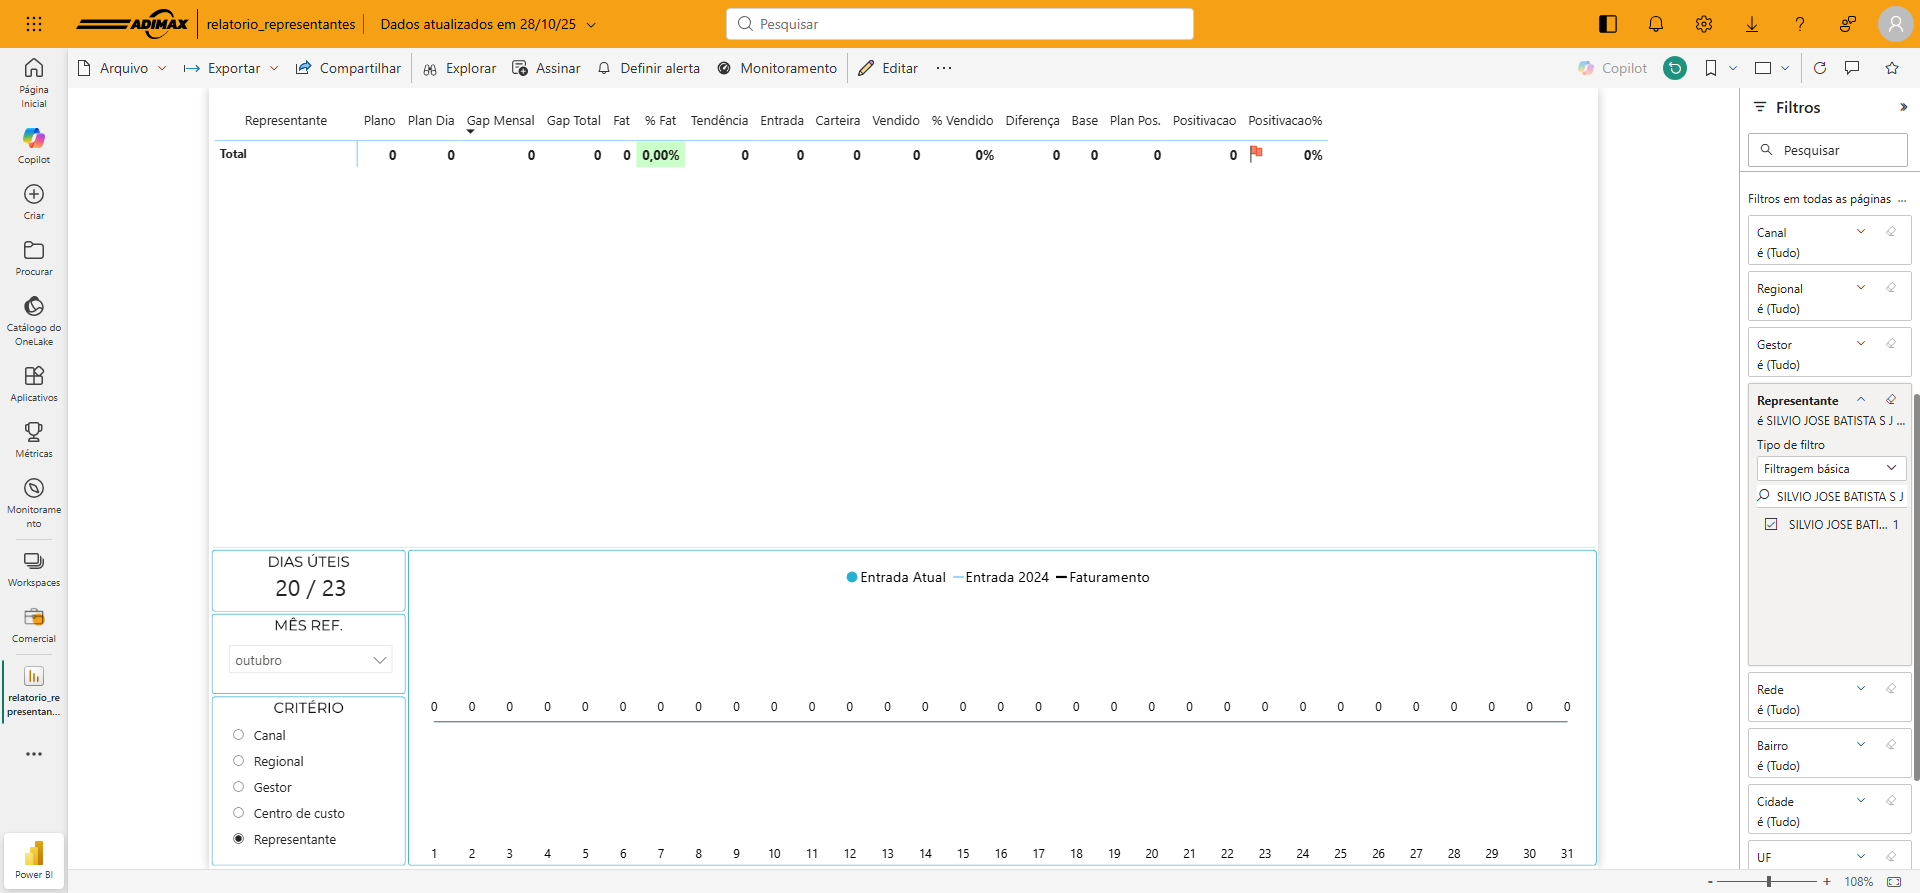 ADIMAX
relatorio_representantes
Dados atualizados em 28/10/25
Pesquisar
Arquivo
Exportar
Compartilhar
Explorar
Assinar
Definir alerta
Monitoramento
Editar
Copilot
Página
Inicial
Copilot
Criar
Procurar
Catálogo do
OneLake
Aplicativos
Métricas
Monitorame
nto
Workspaces
Comercial
relatorio_re
presentan...
Power BI
Representante Plano Plan Dia Gap Mensal Gap Total Fat % Fat Tendência Entrada Carteira Vendido % Vendido Diferença Base Plan Pos. Positivacao Positivacao%
Total 0 0 0 0 0 0,00% 0 0 0 0 0% 0 0 0 0 0%
DIAS ÚTEIS
20 / 23
MÊS REF.
outubro
CRITÉRIO
Canal
Regional
Gestor
Centro de custo
Representante
Entrada Atual Entrada 2024 Faturamento
0 0 0 0 0 0 0 0 0 0 0 0 0 0 0 0 0 0 0 0 0 0 0 0 0 0 0 0 0 0 0
1 2 3 4 5 6 7 8 9 10 11 12 13 14 15 16 17 18 19 20 21 22 23 24 25 26 27 28 29 30 31
Filtros
Pesquisar
Filtros em todas as páginas ...
Canal
é (Tudo)
Regional
é (Tudo)
Gestor
é (Tudo)
Representante
é SILVIO JOSE BATISTA S J ...
Tipo de filtro
Filtragem básica
SILVIO JOSE BATISTA S J
SILVIO JOSE BATI... 1
Rede
é (Tudo)
Bairro
é (Tudo)
Cidade
é (Tudo)
UF
- + 108%